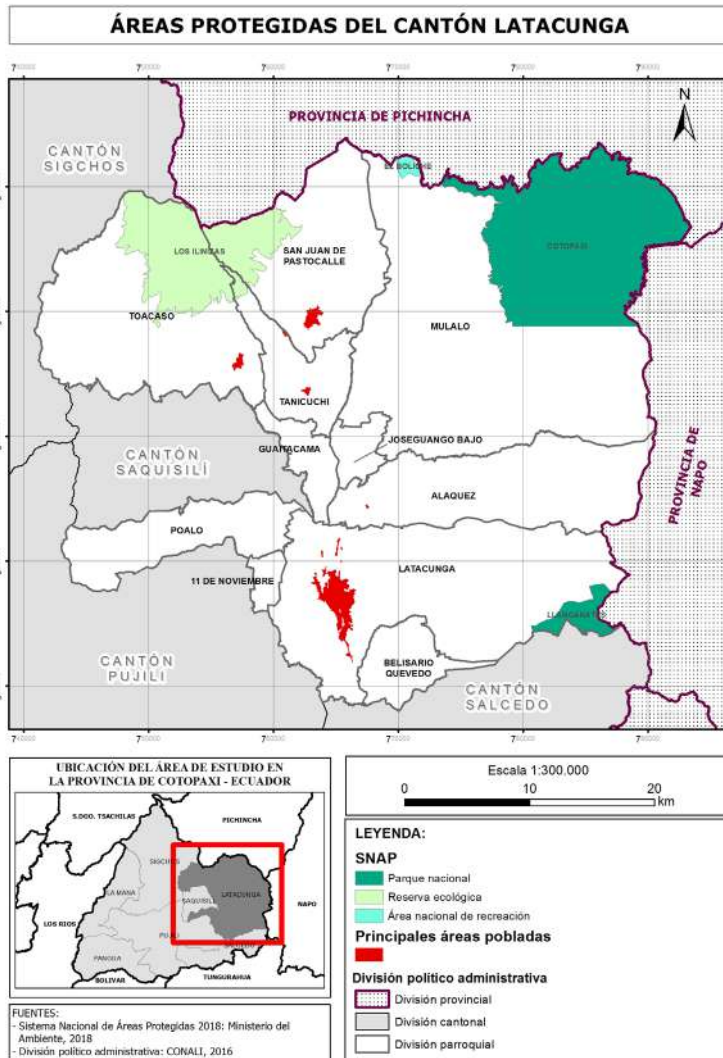 ÁREAS PROTEGIDAS DEL CANTÓN LATACUNGA
PROVINCIA DE PICHINCHA
N
CANTÓN
SIGCHOS
EL BOLICHE
LOS ILINIZAS
SAN JUAN DE
PASTOCALLE
COTOPAXI
TOACASO
MULALO
TANICUCHI
CANTÓN
SAQUISILÍ
GUAITACAMA
JOSEGUANGO BAJO
PROVINCIA DE
NAPO
ALAQUEZ
POALO
11 DE NOVIEMBRE
LATACUNGA
LLANGANATES
CANTÓN
PUJILI
BELISARIO
QUEVEDO
CANTÓN
SALCEDO
UBICACIÓN DEL ÁREA DE ESTUDIO EN
LA PROVINCIA DE COTOPAXI - ECUADOR
S.DGO. TSACHILAS
PICHINCHA
SIGCHOS
LA MANA
LATACUNGA
SAQUISILI
LOS RIOS
NAPO
PUJILI
PANGUA
BOLIVAR
TUNGURAHUA
Escala 1:300.000
0 10 20
km
LEYENDA:
SNAP
Parque nacional
Reserva ecológica
Área nacional de recreación
Principales áreas pobladas
División político administrativa
División provincial
División cantonal
División parroquial
FUENTES:
- Sistema Nacional de Áreas Protegidas 2018: Ministerio del
Ambiente, 2018
- División político administrativa: CONALI, 2016